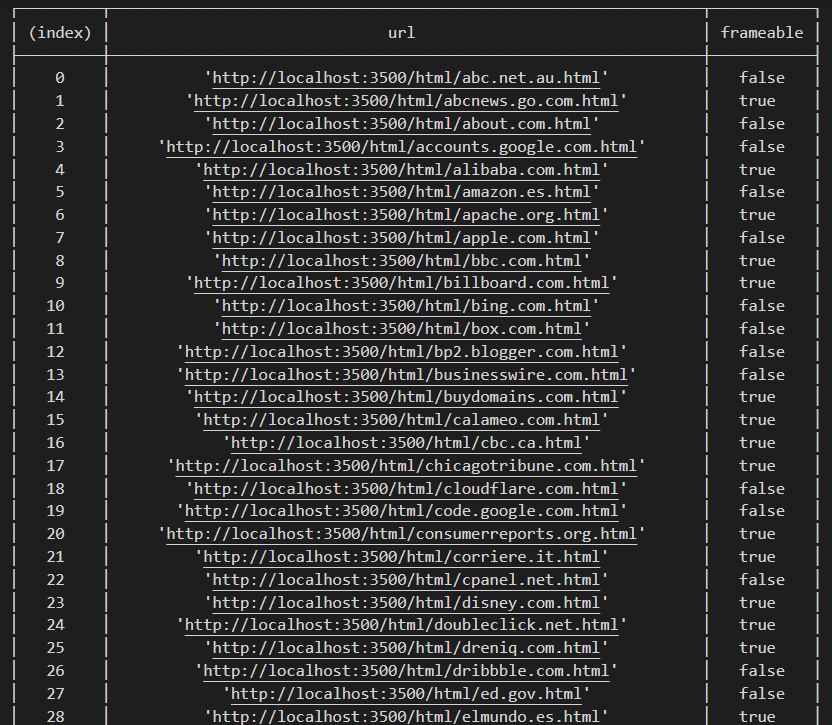 (index) url frameable
0 'http://localhost:3500/html/abc.net.au.html' false
1 'http://localhost:3500/html/abcnews.go.com.html' true
2 'http://localhost:3500/html/about.com.html' false
3 'http://localhost:3500/html/accounts.google.com.html' false
4 'http://localhost:3500/html/alibaba.com.html' true
5 'http://localhost:3500/html/amazon.es.html' false
6 'http://localhost:3500/html/apache.org.html' true
7 'http://localhost:3500/html/apple.com.html' false
8 'http://localhost:3500/html/bbc.com.html' true
9 'http://localhost:3500/html/billboard.com.html' true
10 'http://localhost:3500/html/bing.com.html' false
11 'http://localhost:3500/html/box.com.html' false
12 'http://localhost:3500/html/bp2.blogger.com.html' false
13 'http://localhost:3500/html/businesswire.com.html' false
14 'http://localhost:3500/html/buydomains.com.html' true
15 'http://localhost:3500/html/calameo.com.html' true
16 'http://localhost:3500/html/cbc.ca.html' true
17 'http://localhost:3500/html/chicagotribune.com.html' true
18 'http://localhost:3500/html/cloudflare.com.html' false
19 'http://localhost:3500/html/code.google.com.html' false
20 'http://localhost:3500/html/consumerreports.org.html' true
21 'http://localhost:3500/html/corriere.it.html' true
22 'http://localhost:3500/html/cpanel.net.html' false
23 'http://localhost:3500/html/disney.com.html' true
24 'http://localhost:3500/html/doubleclick.net.html' true
25 'http://localhost:3500/html/dreniq.com.html' true
26 'http://localhost:3500/html/dribbble.com.html' false
27 'http://localhost:3500/html/ed.gov.html' false
28 'http://localhost:3500/html/elmundo.es.html' true